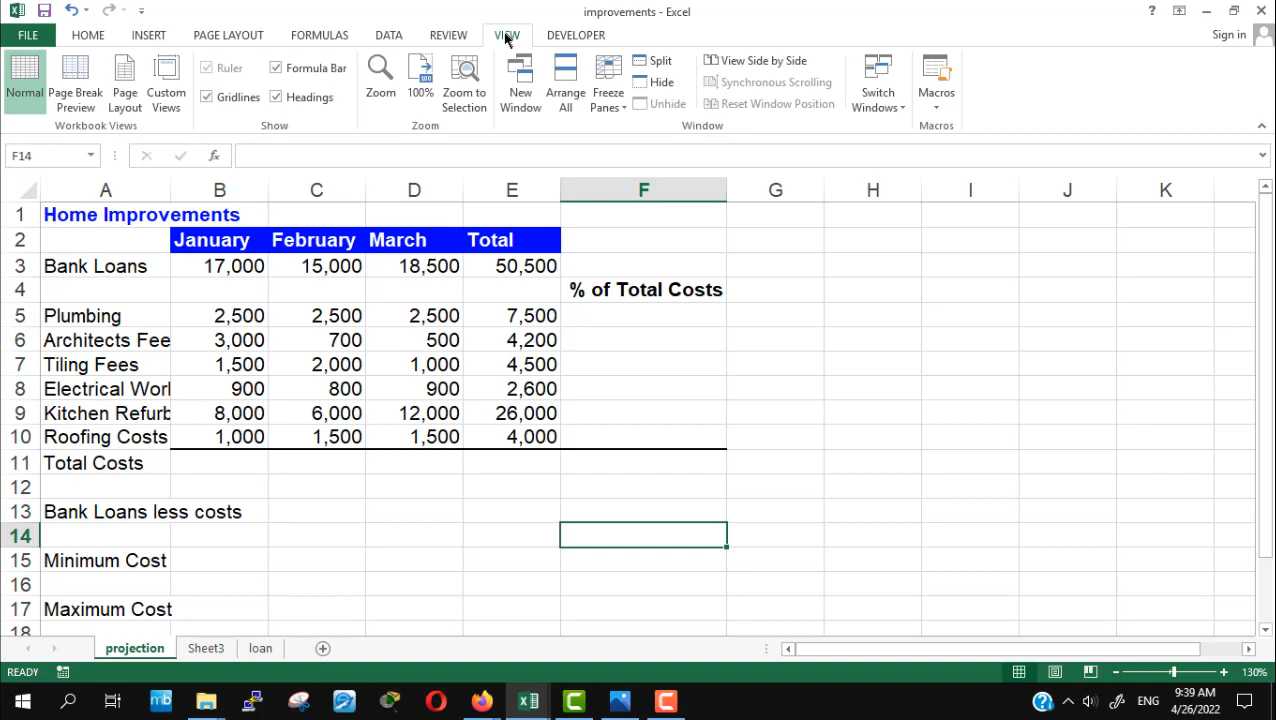 improvements - Excel
FILE HOME INSERT PAGE LAYOUT FORMULAS DATA REVIEW VIEW DEVELOPER Sign in
Normal Page Break Preview Page Layout Custom Views
Ruler Formula Bar
Gridlines Headings
Zoom 100% Zoom to Selection
New Window Arrange All Freeze Panes
Split View Side by Side
Hide Synchronous Scrolling
Unhide Reset Window Position
Switch Windows Macros
Workbook Views Show Zoom Window Macros
F14 fx
A B C D E F G H I J K
1 Home Improvements
2 January February March Total
3 Bank Loans 17,000 15,000 18,500 50,500
4 % of Total Costs
5 Plumbing 2,500 2,500 2,500 7,500
6 Architects Fee 3,000 700 500 4,200
7 Tiling Fees 1,500 2,000 1,000 4,500
8 Electrical Worl 900 800 900 2,600
9 Kitchen Refurb 8,000 6,000 12,000 26,000
10 Roofing Costs 1,000 1,500 1,500 4,000
11 Total Costs
12
13 Bank Loans less costs
14
15 Minimum Cost
16
17 Maximum Cost
18
projection Sheet3 loan
READY 130%
mb ENG 9:39 AM
4/26/2022